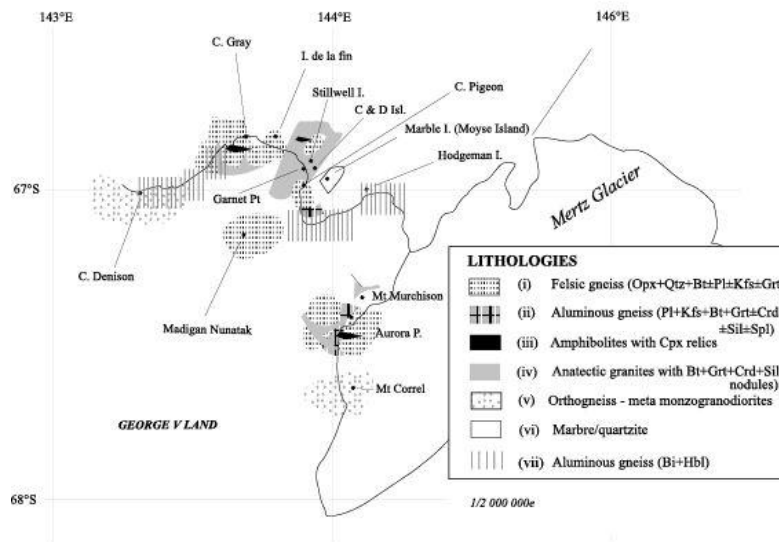 143°E
144°E
146°E
C. Gray
I. de la fin
Stillwell I.
C & D Isl.
C. Pigeon
Marble I. (Moyse Island)
Hodgeman I.
67°S
Garnet Pt
Mertz Glacier
C. Denison
Madigan Nunatak
Mt Murchison
Aurora P.
Mt Correl
GEORGE V LAND
68°S
LITHOLOGIES
(i) Felsic gneiss (Opx+Qtz+Bt±Pl±Kfs±Grt
(ii) Aluminous gneiss (Pl+Kfs+Bt+Grt±Crd
±Sil±Spl)
(iii) Amphibolites with Cpx relics
(iv) Anatectic granites with Bt+Grt+Crd+Sil
nodules)
(v) Orthogneiss - meta monzogranodiorites
(vi) Marbre/quartzite
(vii) Aluminous gneiss (Bi+Hbl)
1/2 000 000e